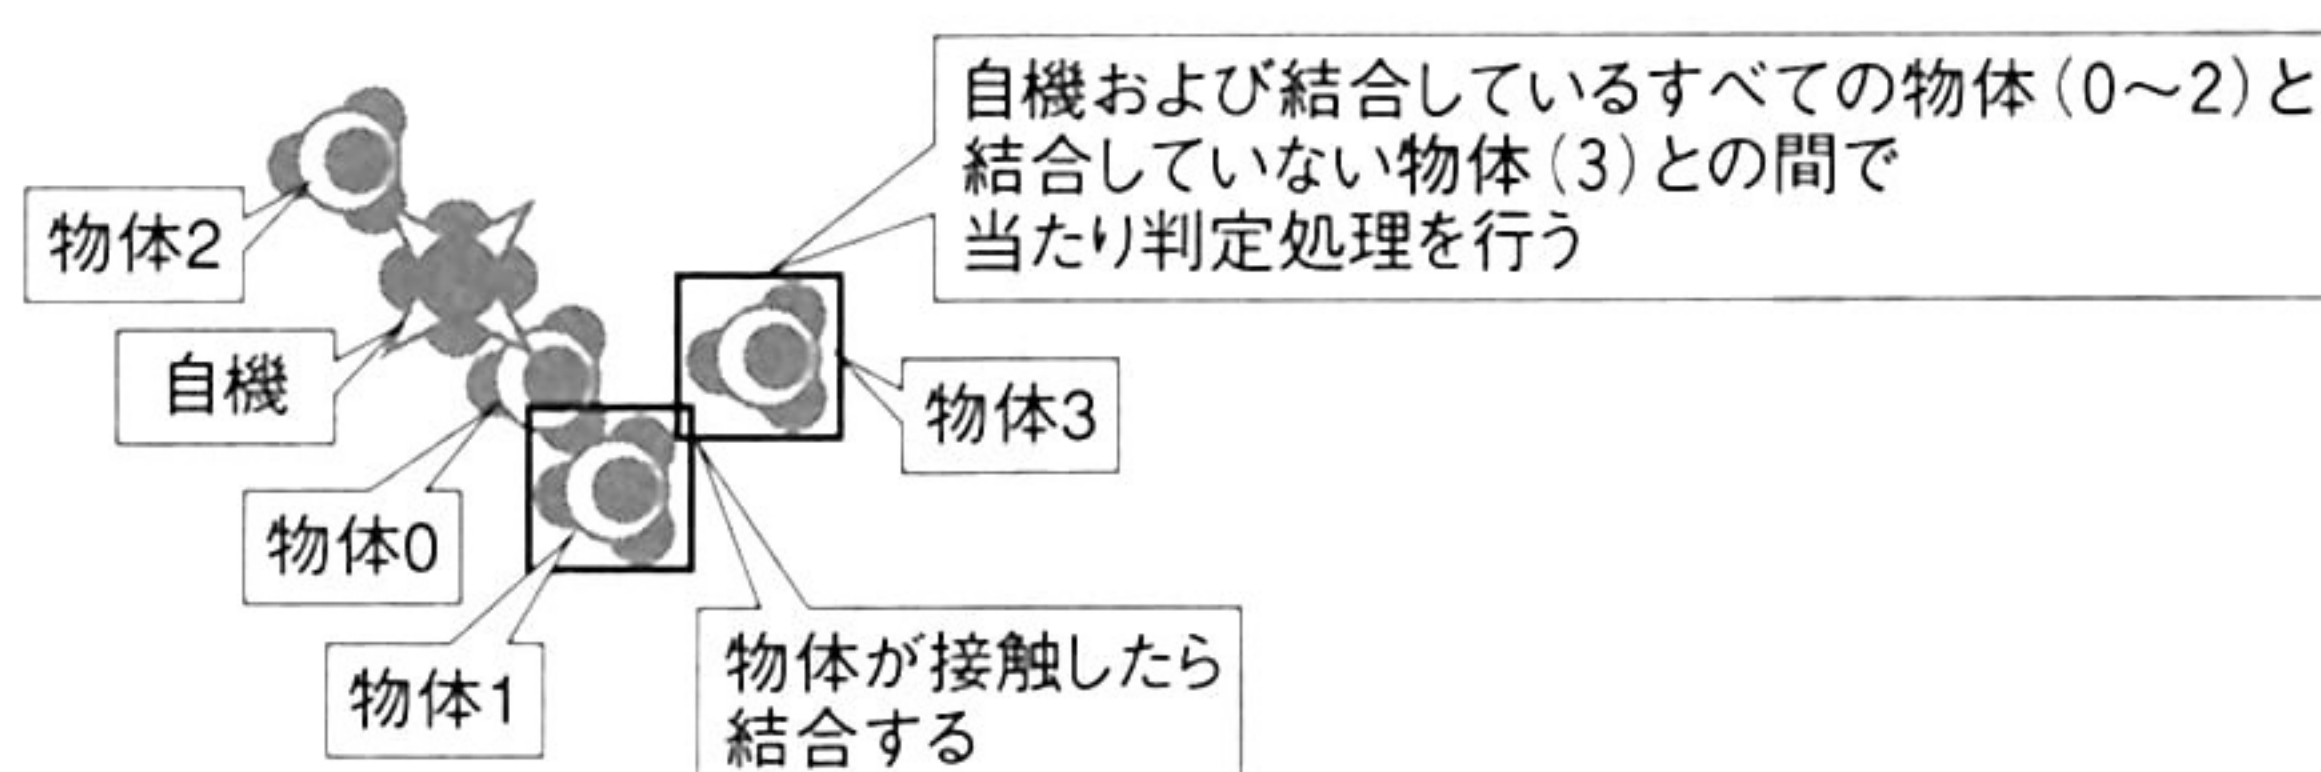 自機および結合しているすべての物体(0〜2)と
結合していない物体(3)との間で
当たり判定処理を行う
物体2
自機
物体3
物体0
物体1
物体が接触したら
結合する